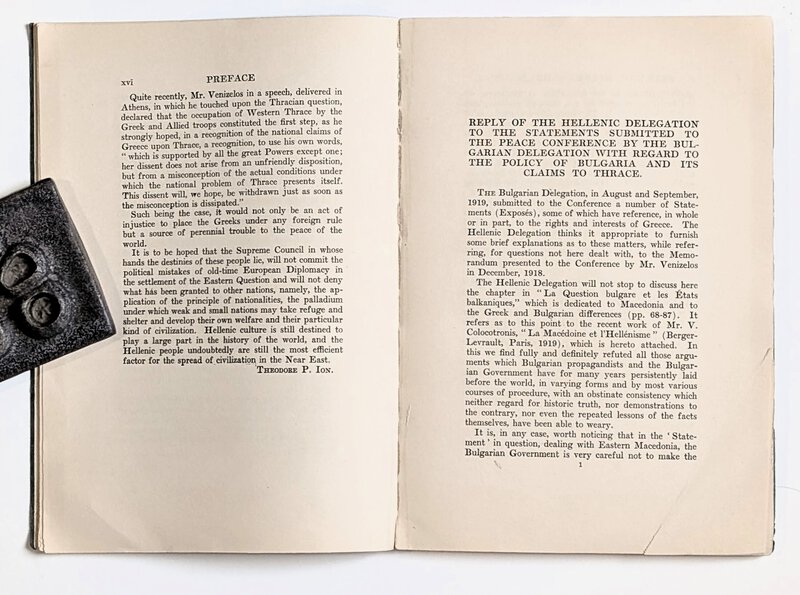 xvi PREFACE
Quite recently, Mr. Venizelos in a speech, delivered in
Athens, in which he touched upon the Thracian question,
declared that the occupation of Western Thrace by the
Greek and Allied troops constituted the first step, as he
strongly hoped, in a recognition of the national claims of
Greece upon Thrace, a recognition, to use his own words,
“ which is supported by all the great Powers except one;
her dissent does not arise from an unfriendly disposition,
but from a misconception of the actual conditions under
which the national problem of Thrace presents itself.
This dissent will, we hope, be withdrawn just as soon as
the misconception is dissipated.”
Such being the case, it would not only be an act of
injustice to place the Greeks under any foreign rule
but a source of perennial trouble to the peace of the
world.
It is to be hoped that the Supreme Council in whose
hands the destinies of these people lie, will not commit the
political mistakes of old-time European Diplomacy in
the settlement of the Eastern Question and will not deny
what has been granted to other nations, namely, the ap-
plication of the principle of nationalities, the palladium
under which weak and small nations may take refuge and
shelter and develop their own welfare and their particular
kind of civilization. Hellenic culture is still destined to
play a large part in the history of the world, and the
Hellenic people undoubtedly are still the most efficient
factor for the spread of civilization in the Near East.
THEODORE P. ION.
REPLY OF THE HELLENIC DELEGATION
TO THE STATEMENTS SUBMITTED TO
THE PEACE CONFERENCE BY THE BUL-
GARIAN DELEGATION WITH REGARD TO
THE POLICY OF BULGARIA AND ITS
CLAIMS TO THRACE.
THE Bulgarian Delegation, in August and September,
1919, submitted to the Conference a number of State-
ments (Exposés), some of which have reference, in whole
or in part, to the rights and interests of Greece. The
Hellenic Delegation thinks it appropriate to furnish
some brief explanations as to these matters, while refer-
ring, for questions not here dealt with, to the Memo-
randum presented to the Conference by Mr. Venizelos
in December, 1918.
The Hellenic Delegation will not stop to discuss here
the chapter in “La Question bulgare et les États
balkaniques,” which is dedicated to Macedonia and to
the Greek and Bulgarian differences (pp. 68-87). It
refers as to this point to the recent work of Mr. V.
Colocotronis, “La Macédoine et l'Hellénisme” (Berger-
Levrault, Paris, 1919), which is hereto attached. In
this we find fully and definitely refuted all those argu-
ments which Bulgarian propagandists and the Bulgar-
ian Government have for many years persistently laid
before the world, in varying forms and by most various
courses of procedure, with an obstinate consistency which
neither regard for historic truth, nor demonstrations to
the contrary, nor even the repeated lessons of the facts
themselves, have been able to weary.
It is, in any case, worth noticing that in the ‘State-
ment’ in question, dealing with Eastern Macedonia, the
Bulgarian Government is very careful not to make the
1